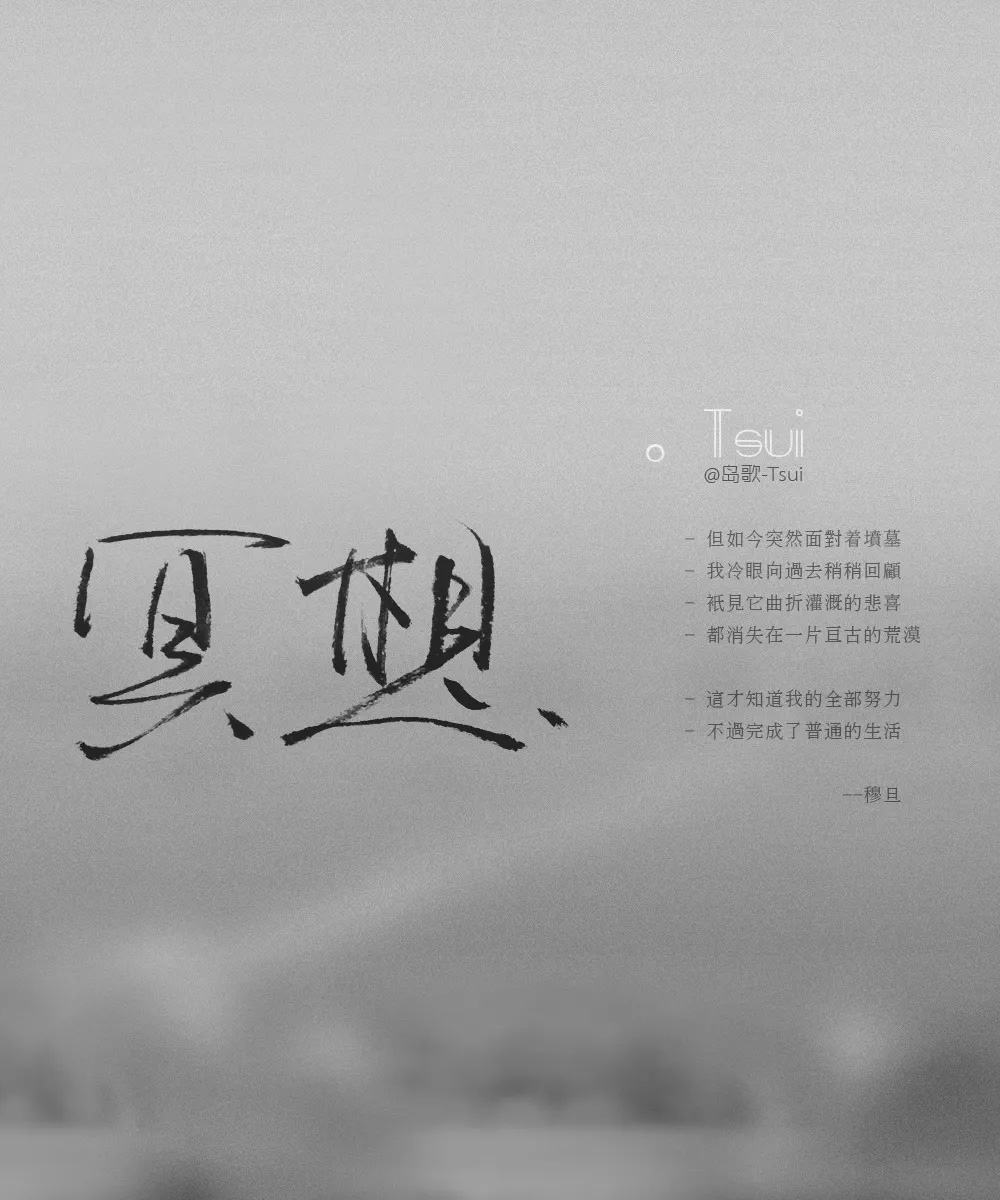 冥想
Tsui
@岛歌-Tsui
- 但如今突然面對着墳墓
- 我冷眼向過去稍稍回顧
- 衹見它曲折灌溉的悲喜
- 都消失在一片亘古的荒漠
- 這才知道我的全部努力
- 不過完成了普通的生活
--穆旦